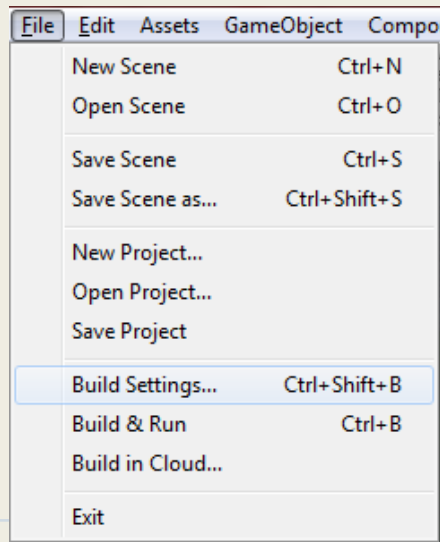 File Edit Assets GameObject Compo
New Scene Ctrl+N
Open Scene Ctrl+O
Save Scene Ctrl+S
Save Scene as... Ctrl+Shift+S
New Project...
Open Project...
Save Project
Build Settings... Ctrl+Shift+B
Build & Run Ctrl+B
Build in Cloud...
Exit